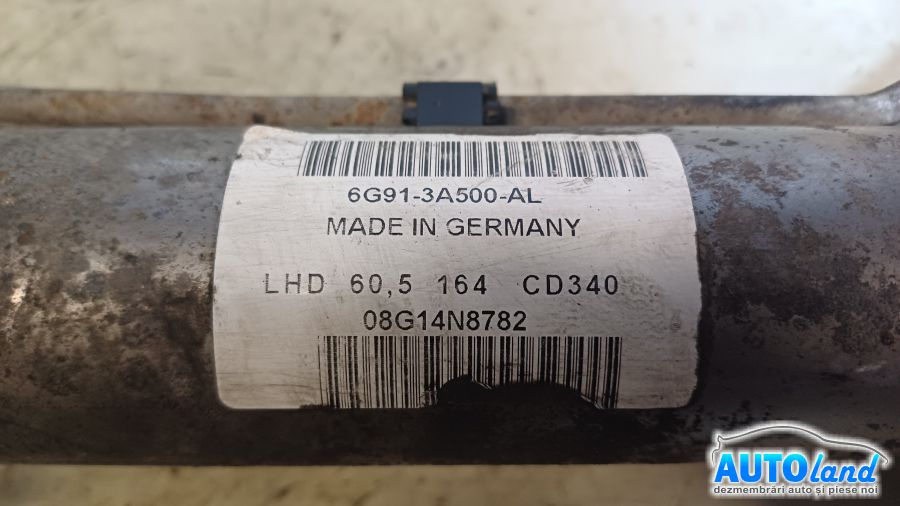 6G91-3A500-AL
MADE IN GERMANY
LHD 60,5 164 CD340
08G14N8782
AUTOland
dezmembrări auto și piese noi